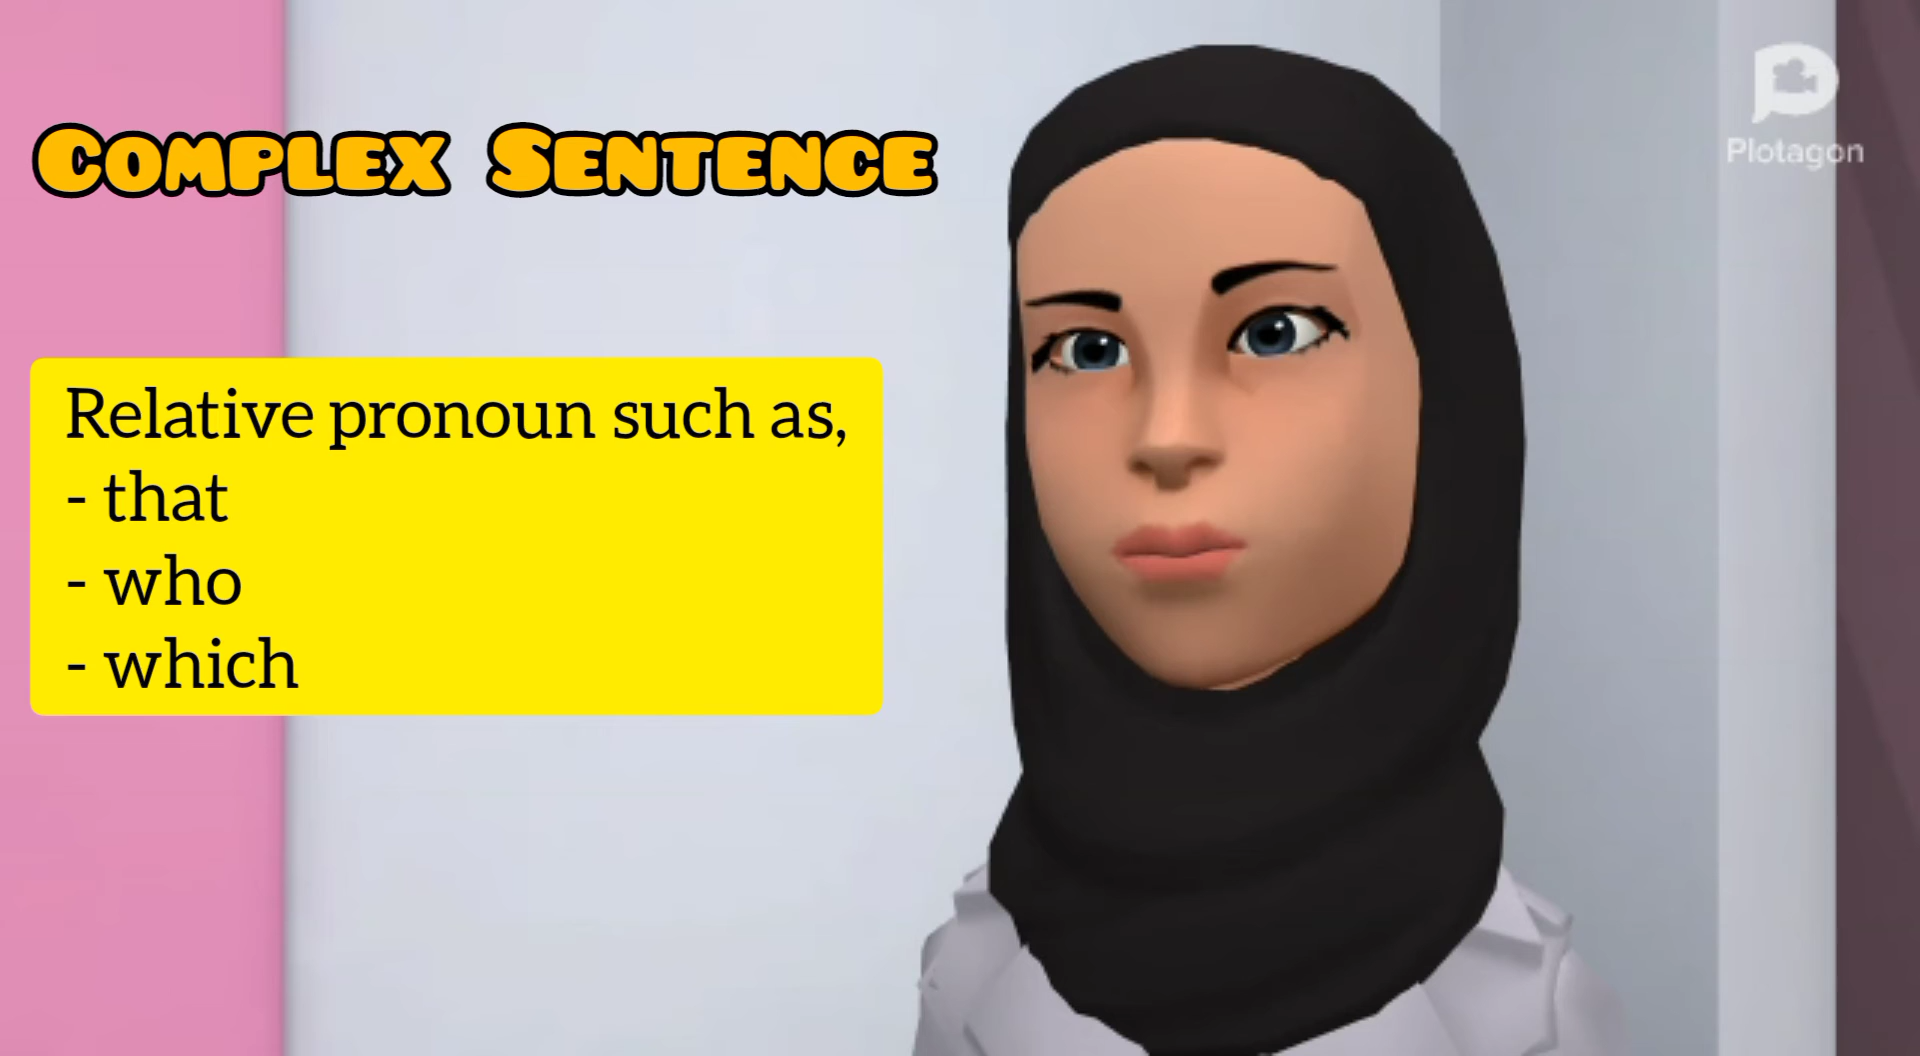 Complex Sentence
Relative pronoun such as,
- that
- who
- which
Plotagon